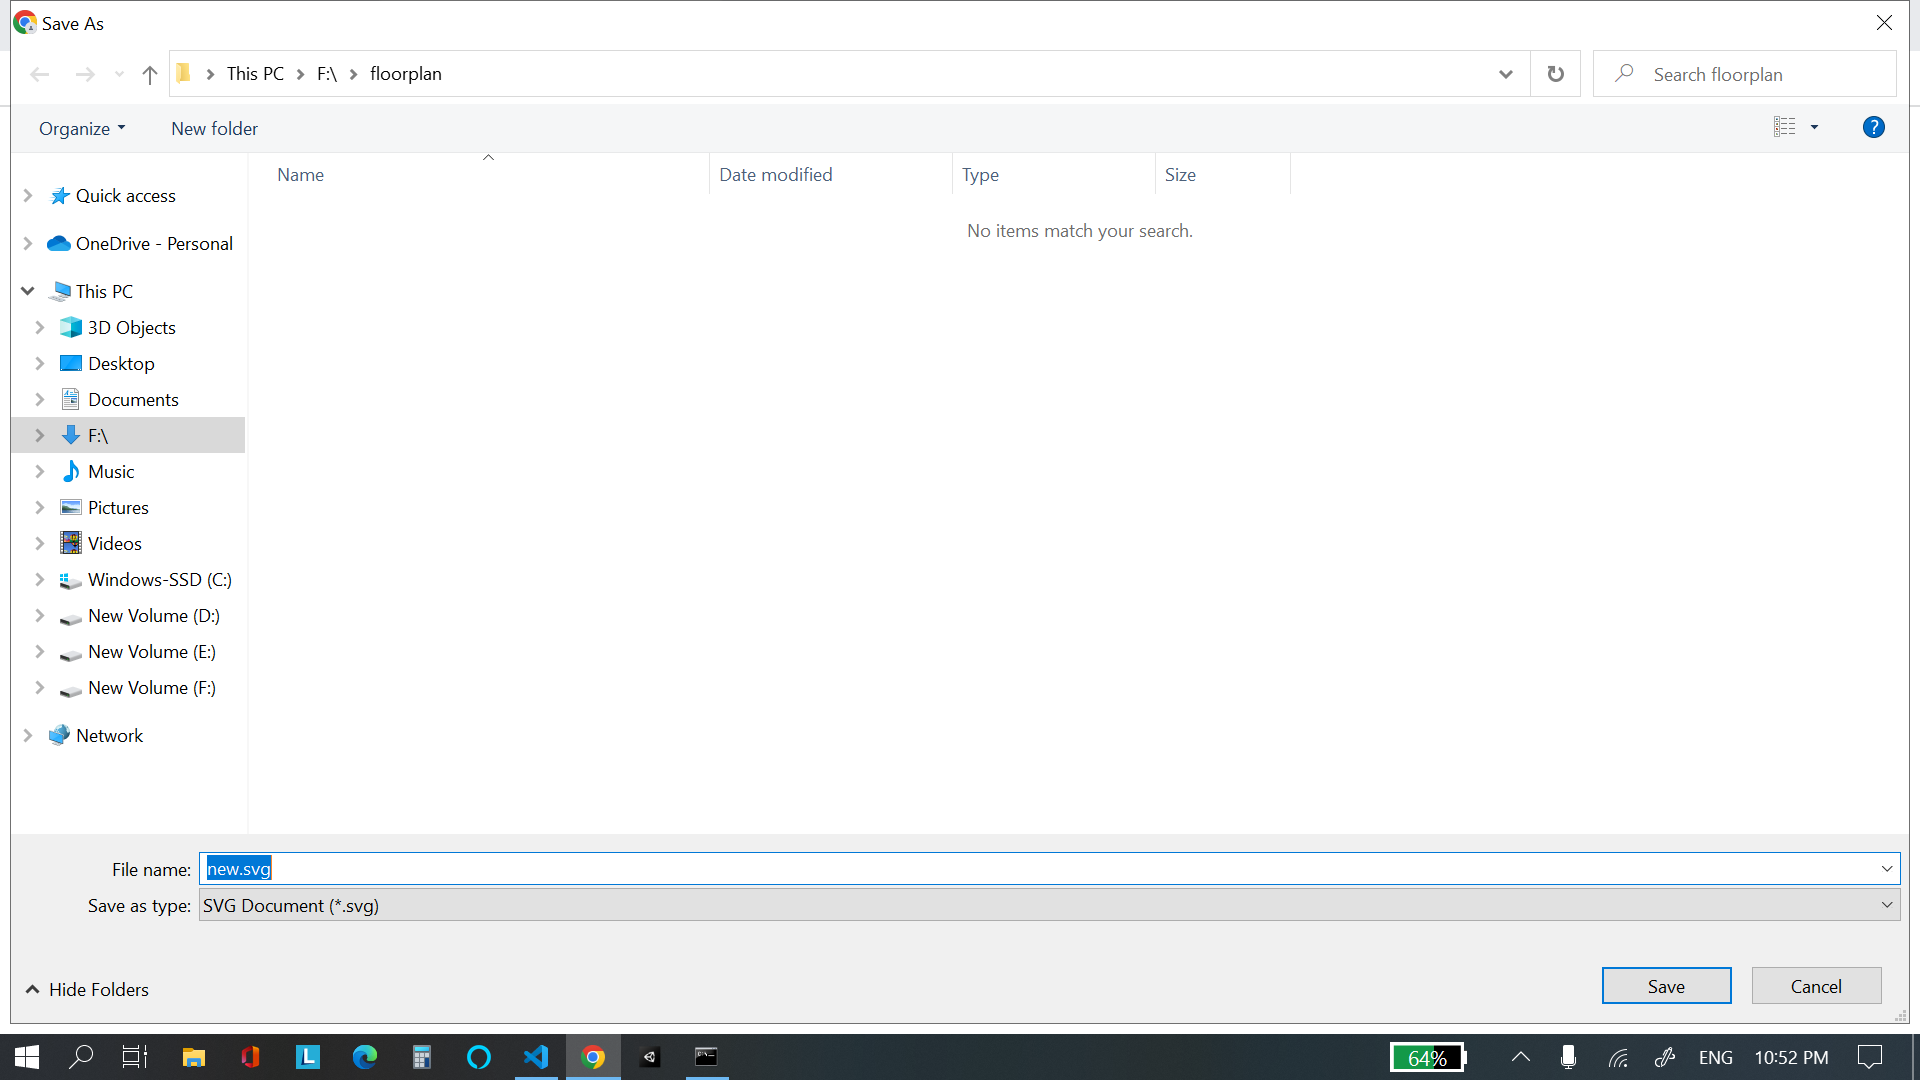 Save As
This PC
F:\
floorplan
Search floorplan
Organize
New folder
?
Name
Date modified
Type
Size
No items match your search.
Quick access
OneDrive - Personal
This PC
3D Objects
Desktop
Documents
F:\
Music
Pictures
Videos
Windows-SSD (C:)
New Volume (D:)
New Volume (E:)
New Volume (F:)
Network
File name: new.svg
Save as type: SVG Document (*.svg)
Hide Folders
Save
Cancel
L
64%
ENG
10:52 PM